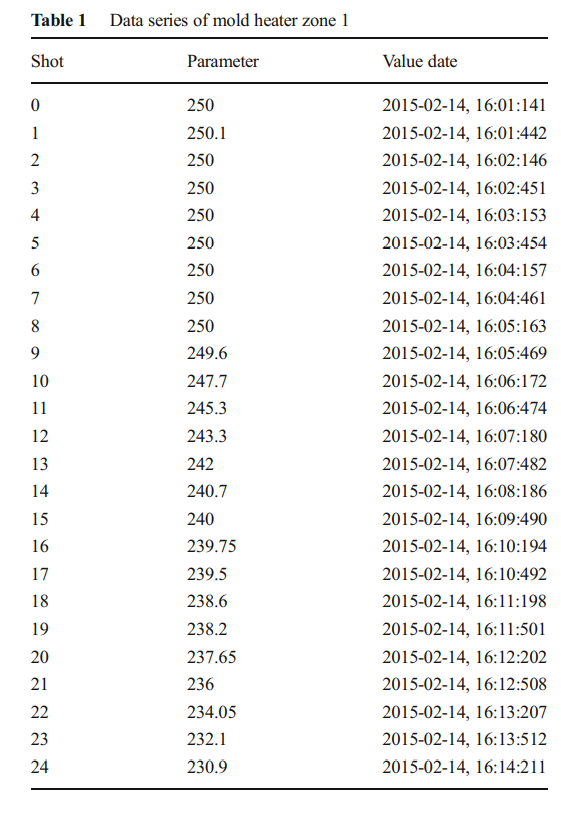 Table 1 Data series of mold heater zone 1
Shot Parameter Value date
0 250 2015-02-14, 16:01:141
1 250.1 2015-02-14, 16:01:442
2 250 2015-02-14, 16:02:146
3 250 2015-02-14, 16:02:451
4 250 2015-02-14, 16:03:153
5 250 2015-02-14, 16:03:454
6 250 2015-02-14, 16:04:157
7 250 2015-02-14, 16:04:461
8 250 2015-02-14, 16:05:163
9 249.6 2015-02-14, 16:05:469
10 247.7 2015-02-14, 16:06:172
11 245.3 2015-02-14, 16:06:474
12 243.3 2015-02-14, 16:07:180
13 242 2015-02-14, 16:07:482
14 240.7 2015-02-14, 16:08:186
15 240 2015-02-14, 16:09:490
16 239.75 2015-02-14, 16:10:194
17 239.5 2015-02-14, 16:10:492
18 238.6 2015-02-14, 16:11:198
19 238.2 2015-02-14, 16:11:501
20 237.65 2015-02-14, 16:12:202
21 236 2015-02-14, 16:12:508
22 234.05 2015-02-14, 16:13:207
23 232.1 2015-02-14, 16:13:512
24 230.9 2015-02-14, 16:14:211